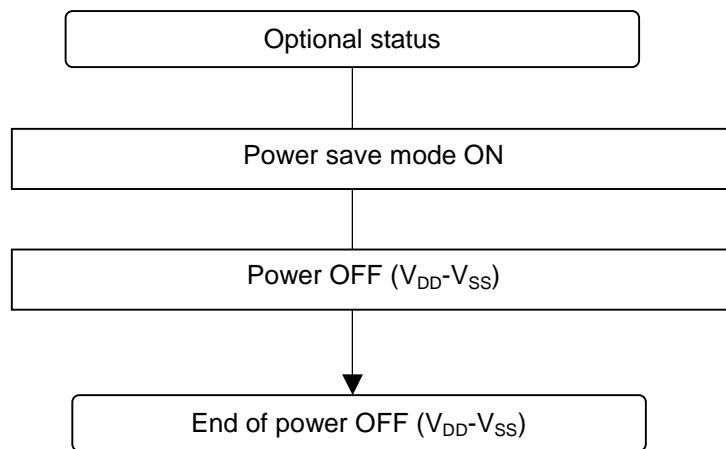 Optional status
Power save mode ON
Power OFF (VDD-VSS)
End of power OFF (VDD-VSS)